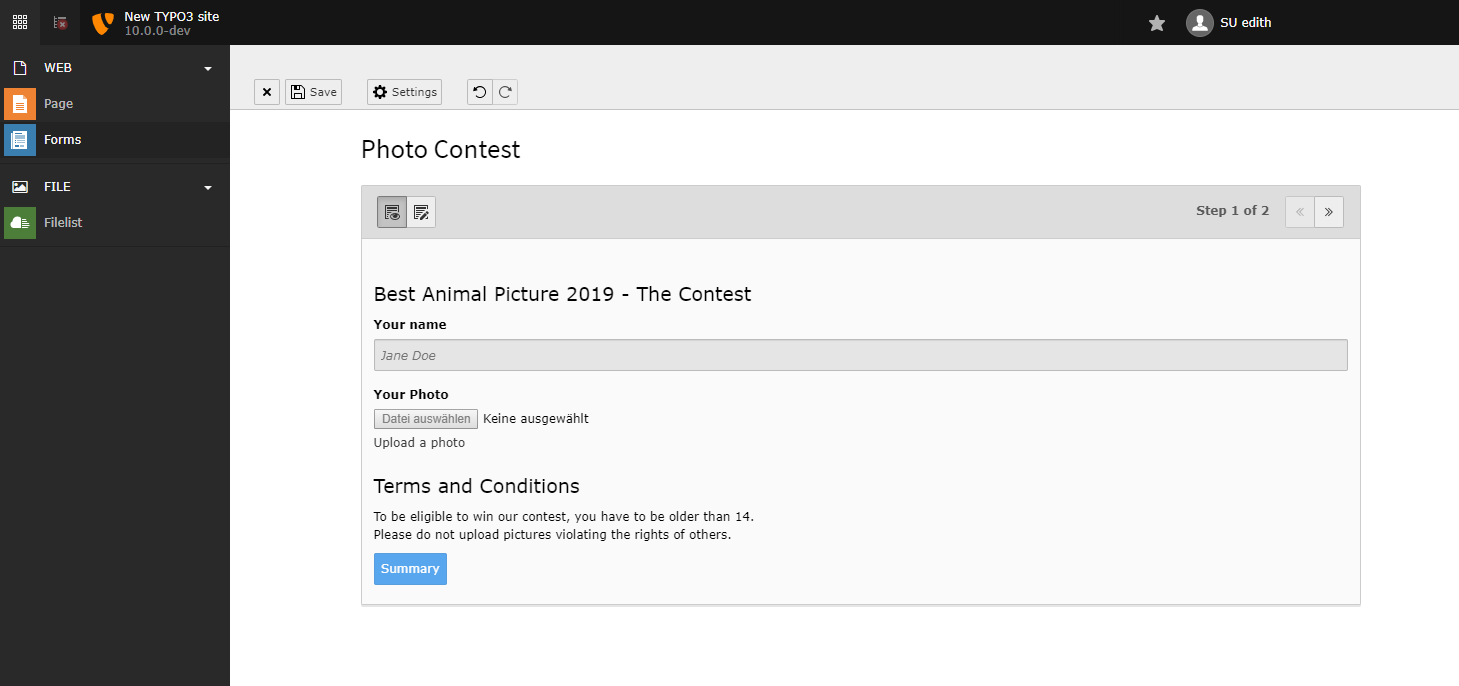 New TYPO3 site
10.0.0-dev
SU edith
WEB
Page
Forms
FILE
Filelist
Save
Settings
Photo Contest
Step 1 of 2
Best Animal Picture 2019 - The Contest
Your name
Jane Doe
Your Photo
Datei auswählen Keine ausgewählt
Upload a photo
Terms and Conditions
To be eligible to win our contest, you have to be older than 14.
Please do not upload pictures violating the rights of others.
Summary